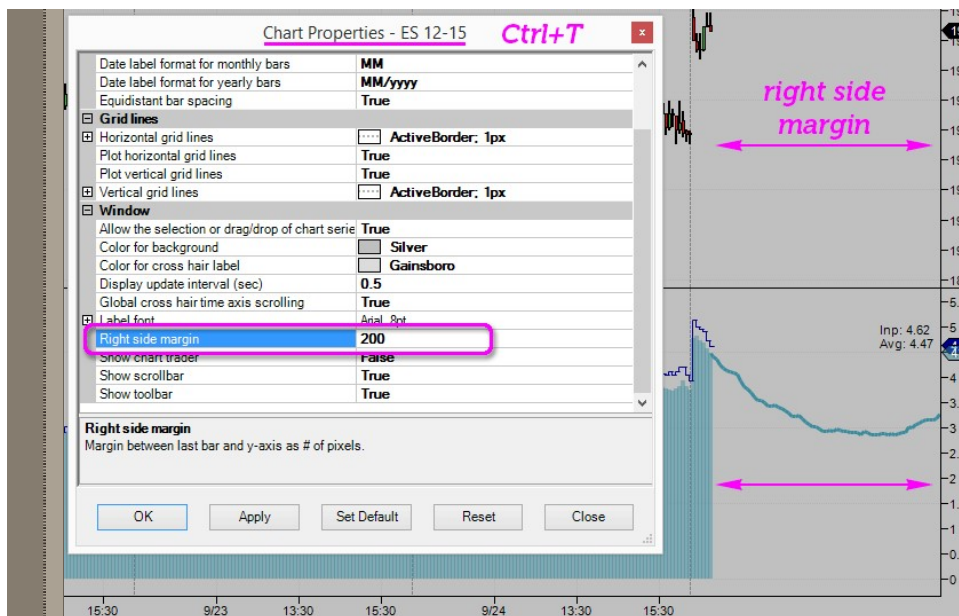 Chart Properties - ES 12-15 Ctrl+T x
Date label format for monthly bars MM
Date label format for yearly bars MM/yyyy
Equidistant bar spacing True
Grid lines
Horizontal grid lines ActiveBorder; 1px
Plot horizontal grid lines True
Plot vertical grid lines True
Vertical grid lines ActiveBorder; 1px
Window
Allow the selection or drag/drop of chart serie True
Color for background Silver
Color for cross hair label Gainsboro
Display update interval (sec) 0.5
Global cross hair time axis scrolling True
Label font Arial, 8pt
Right side margin 200
Show chart trader False
Show scrollbar True
Show toolbar True
Right side margin
Margin between last bar and y-axis as # of pixels.
OK Apply Set Default Reset Close
right side
margin
Inp: 4.62
Avg: 4.47
15:30 9/23 13:30 15:30 9/24 13:30 15:30